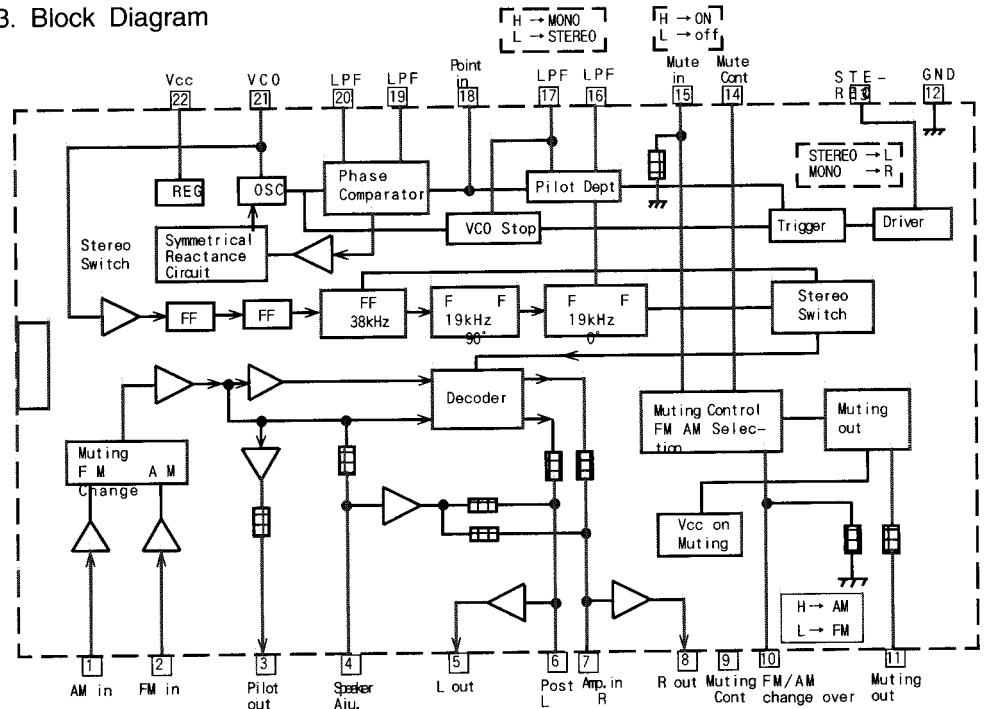 3. Block Diagram
H → MONO
L → STEREO
H → ON
L → off
Vcc
VCO
LPF
LPF
Point
in
LPF
LPF
Mute
in
Mute
Cont
STE-
REO
GND
22
21
20
19
18
17
16
15
14
13
12
STEREO → L
MONO → R
REG
OSC
Phase
Comparator
Pilot Dept
VCO Stop
Trigger
Driver
Stereo
Switch
Symmetrical
Reactance
Circuit
FF
FF
FF
38kHz
F F
19kHz
90°
F F
19kHz
0°
Stereo
Switch
Decoder
Muting Control
FM AM Selec-
tion
Muting
out
Muting
FM AM
Change
Vcc on
Muting
H → AM
L → FM
1
2
3
4
5
6
7
8
9
10
11
AM in
FM in
Pilot
out
Speeker
Aju.
L out
Post
L
Amp.in
R
R out
Muting
Cont
FM/AM
change over
Muting
out